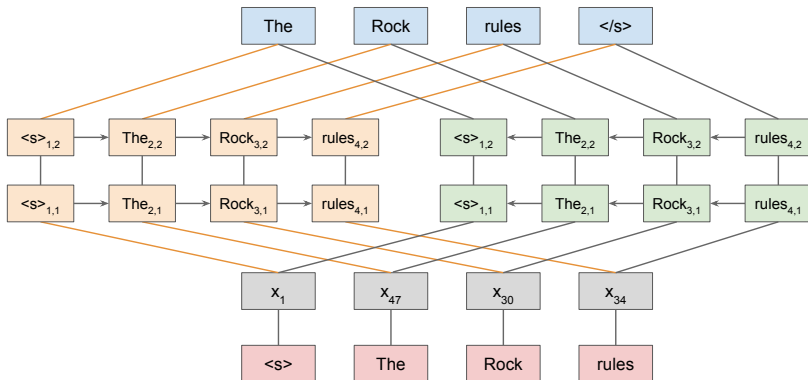 The Rock rules </s>
<s>1,2 The2,2 Rock3,2 rules4,2 <s>1,2 The2,2 Rock3,2 rules4,2
<s>1,1 The2,1 Rock3,1 rules4,1 <s>1,1 The2,1 Rock3,1 rules4,1
x1 x47 x30 x34
<s> The Rock rules